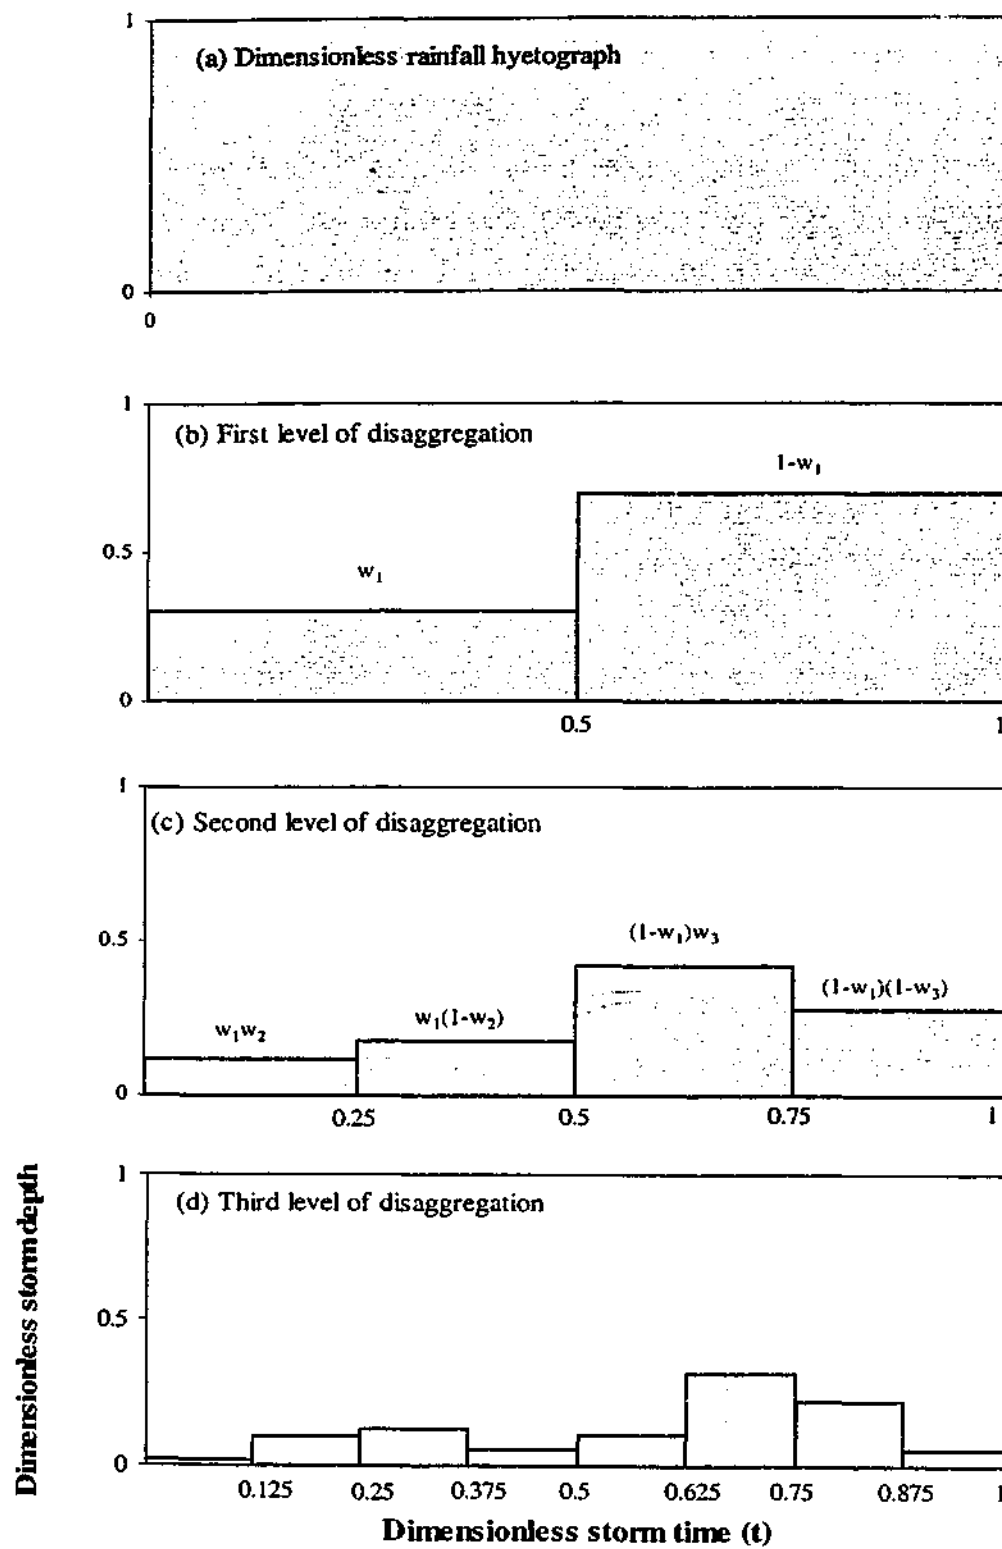 1
(a) Dimensionless rainfall hyetograph
0
0
1
(b) First level of disaggregation
1-w₁
0.5
w₁
0
0.5 1
1
(c) Second level of disaggregation
0.5
(1-w₁)w₃
(1-w₁)(1-w₃)
w₁(1-w₂)
w₁w₂
0
0.25 0.5 0.75 1
1
(d) Third level of disaggregation
0.5
0
0.125 0.25 0.375 0.5 0.625 0.75 0.875 1
Dimensionless storm time (t)
Dimensionless storm depth